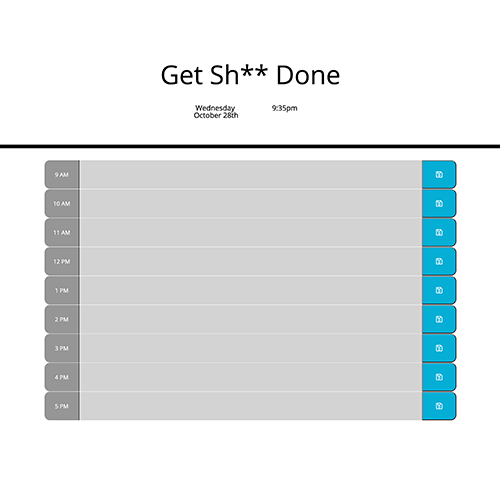 Get Sh** Done
Wednesday 9:35pm
October 28th
9 AM
10 AM
11 AM
12 PM
1 PM
2 PM
3 PM
4 PM
5 PM